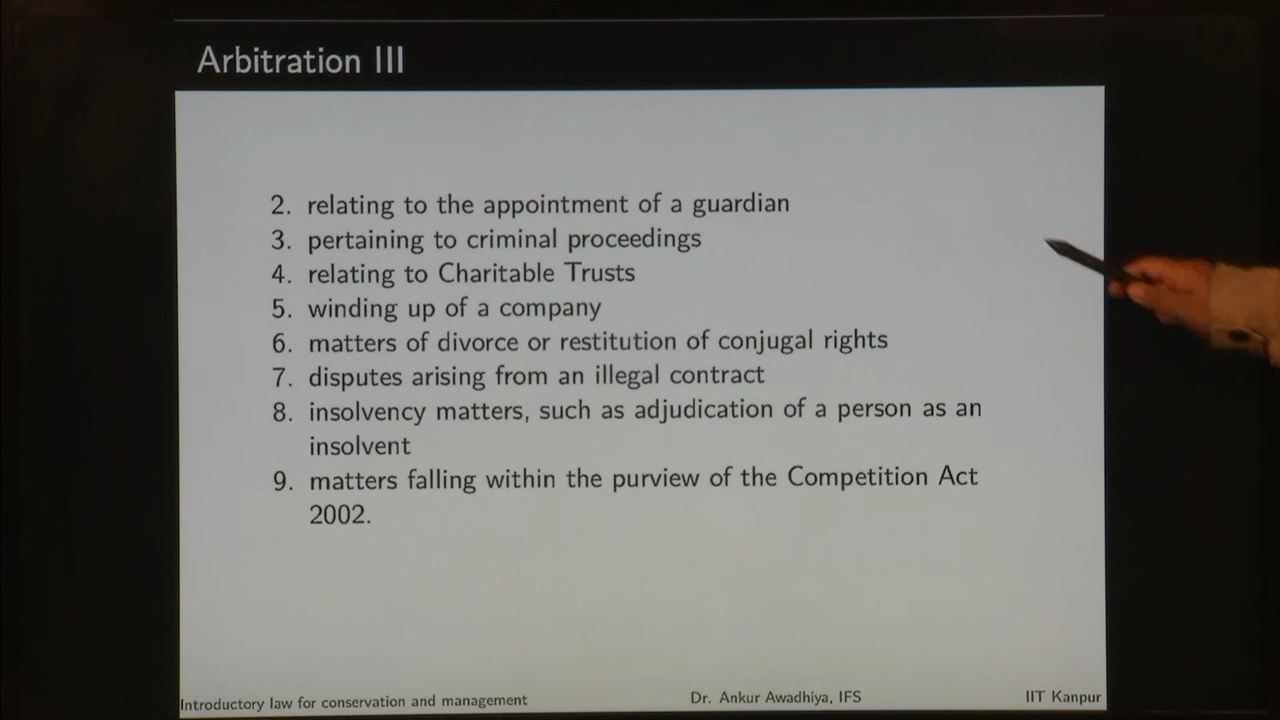 Arbitration III
2. relating to the appointment of a guardian
3. pertaining to criminal proceedings
4. relating to Charitable Trusts
5. winding up of a company
6. matters of divorce or restitution of conjugal rights
7. disputes arising from an illegal contract
8. insolvency matters, such as adjudication of a person as an
insolvent
9. matters falling within the purview of the Competition Act
2002.
Introductory law for conservation and management Dr. Ankur Awadhiya, IFS IIT Kanpur